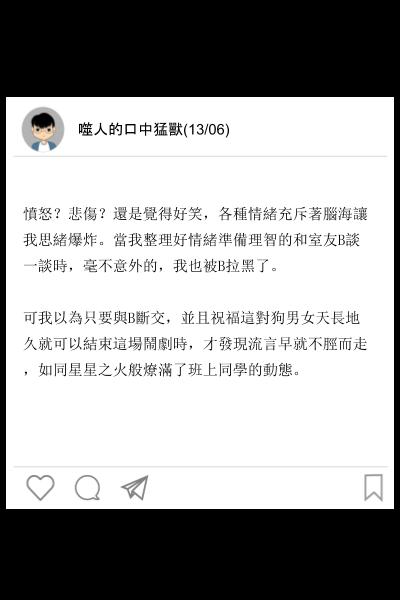 噬人的口中猛獸(13/06)
憤怒？悲傷？還是覺得好笑，各種情緒充斥著腦海讓
我思緒爆炸。當我整理好情緒準備理智的和室友B談
一談時，毫不意外的，我也被B拉黑了。
可我以為只要與B斷交，並且祝福這對狗男女天長地
久就可以結束這場鬧劇時，才發現流言早就不脛而走
，如同星星之火般燎滿了班上同學的動態。